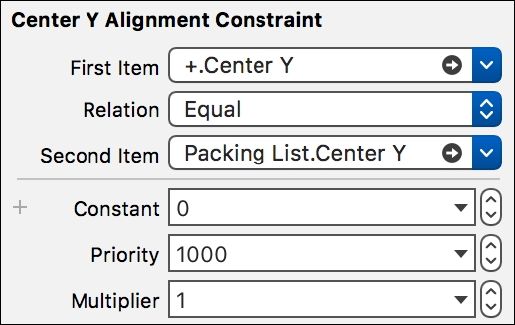 Center Y Alignment Constraint
First Item +.Center Y
Relation Equal
Second Item Packing List.Center Y
+ Constant 0
Priority 1000
Multiplier 1